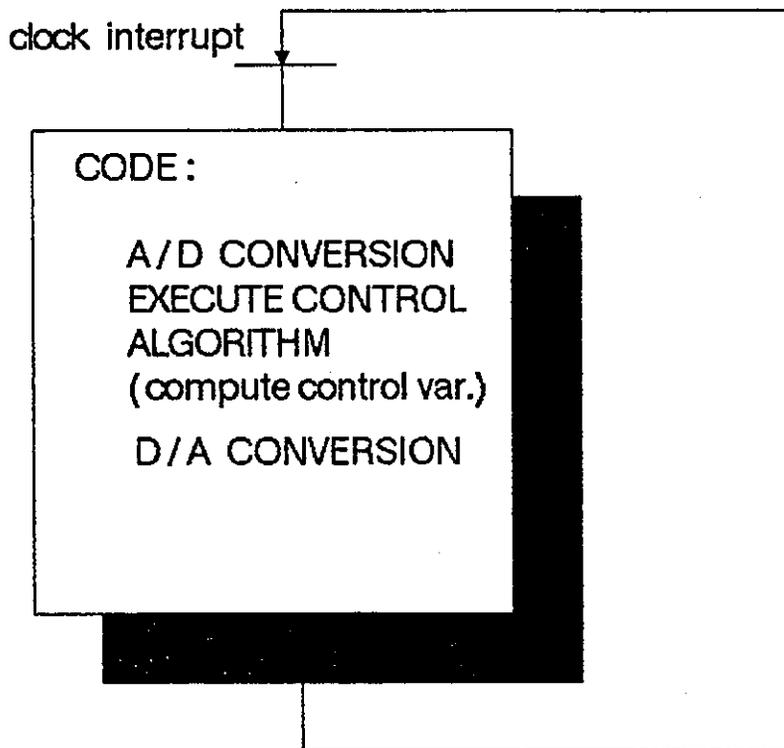 clock interrupt
CODE:
A/D CONVERSION
EXECUTE CONTROL
ALGORITHM
(compute control var.)
D/A CONVERSION